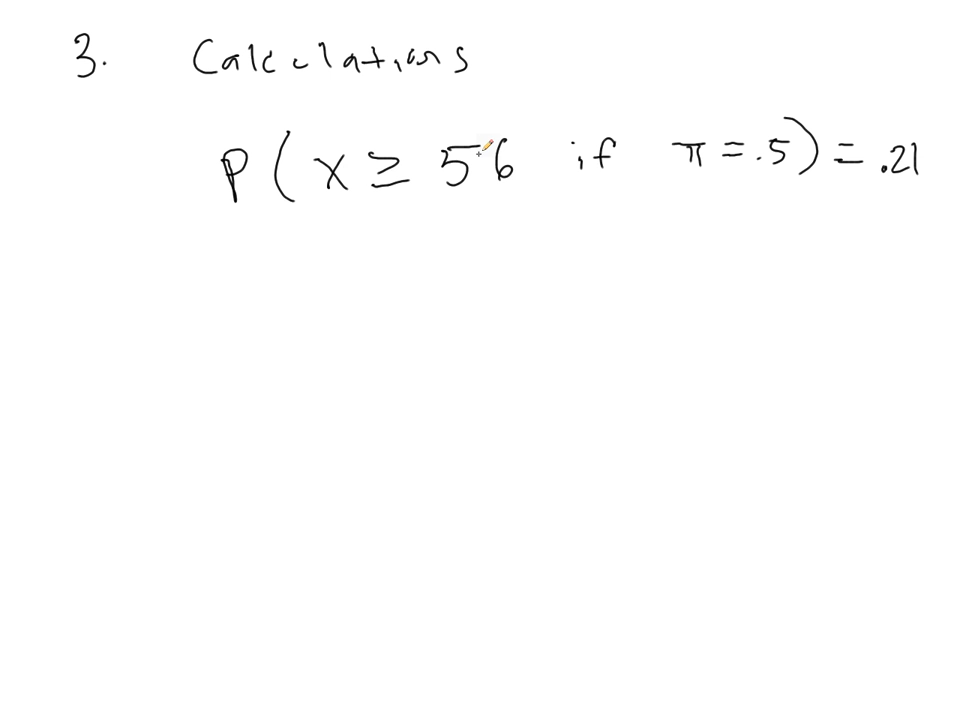 3. Calculations
P(x ≥ 56 if π = .5) = .21